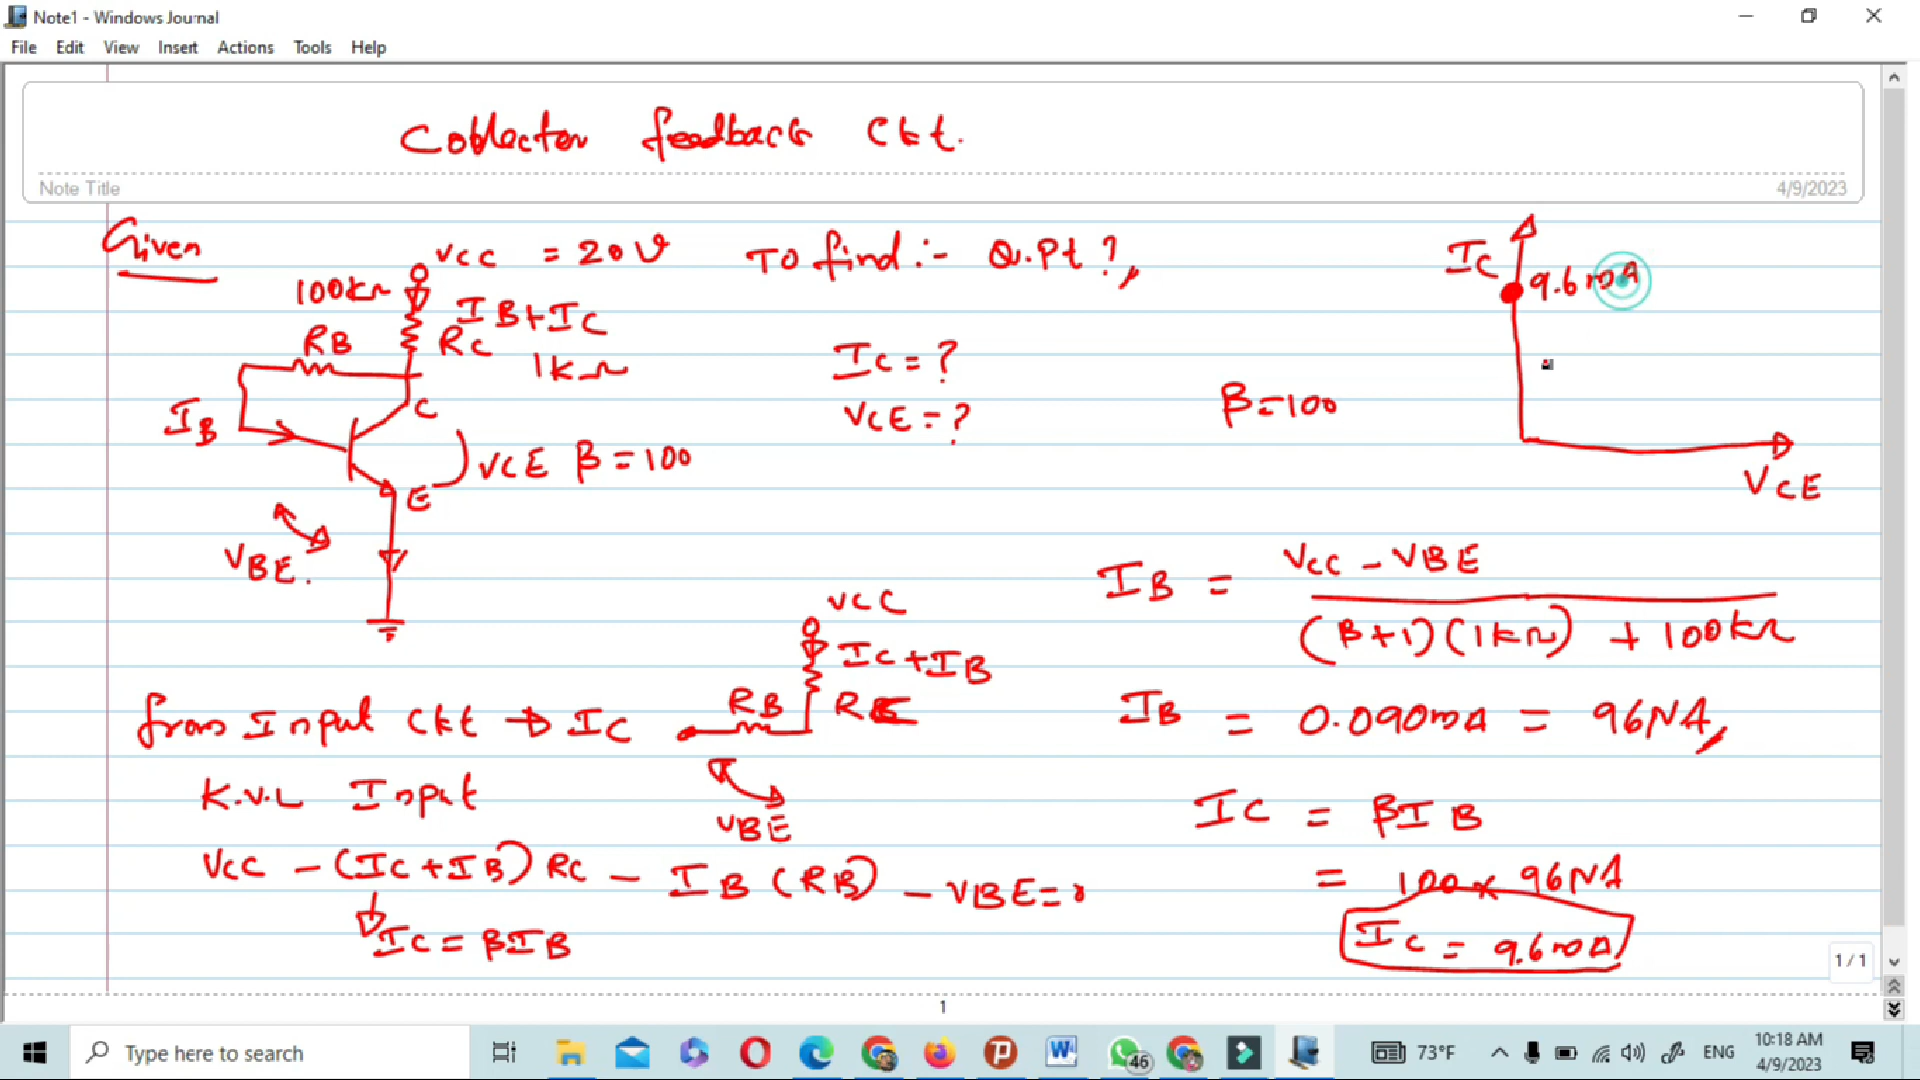 Note1 - Windows Journal
File Edit View Insert Actions Tools Help
Collector feedback Ckt.
Note Title
4/9/2023
Given
VCC = 20V
To find :- Q.Pt ?,
100kΩ
IB+IC
RB
RC
1kΩ
IB
C
VCE β = 100
E
VBE.
IC = ?
VCE = ?
β=100
IC
9.6mA
VCE
IB = VCC - VBE
(β+1)(1kΩ) + 100kΩ
VCC
IC+IB
RB
from Input Ckt → IC
VBE
IB = 0.090mA = 96μA,
K.V.L Input
IC = βIB
VCC - (IC+IB) RC - IB (RB) - VBE=0
= 100 x 96μA
IC = βIB
IC = 9.6mA
1 / 1
1
Type here to search
46
73°F
ENG
10:18 AM
4/9/2023